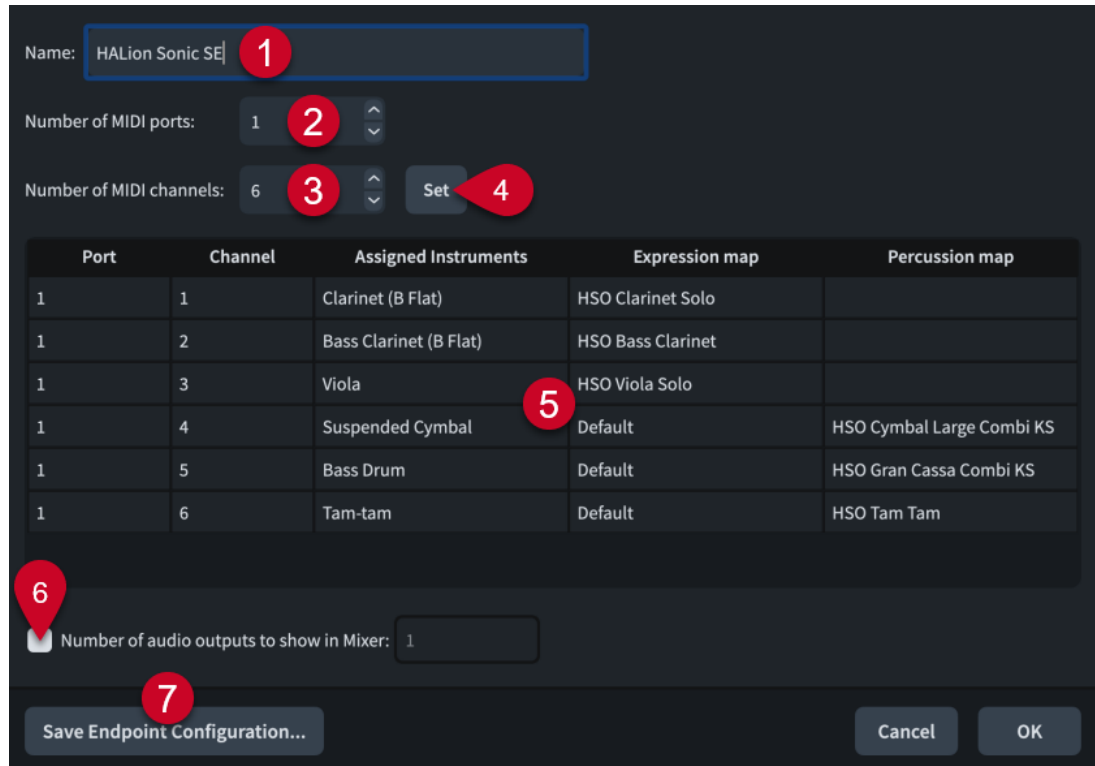 Name: HALion Sonic SE 1
Number of MIDI ports: 1 2
Number of MIDI channels: 6 3 Set 4
Port Channel Assigned Instruments Expression map Percussion map
1 1 Clarinet (B Flat) HSO Clarinet Solo
1 2 Bass Clarinet (B Flat) HSO Bass Clarinet
1 3 Viola HSO Viola Solo
5
1 4 Suspended Cymbal Default HSO Cymbal Large Combi KS
1 5 Bass Drum Default HSO Gran Cassa Combi KS
1 6 Tam-tam Default HSO Tam Tam
6
Number of audio outputs to show in Mixer: 1
7
Save Endpoint Configuration... Cancel OK